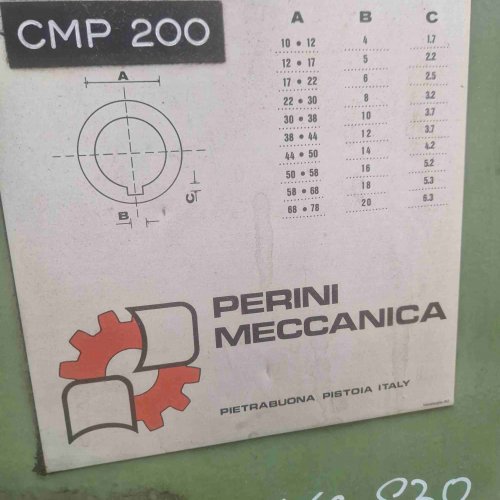 CMP 200
A B C
10 • 12 4 1.7
12 • 17 5 2.2
17 • 22 6 2.5
22 • 30 8 3.2
30 • 38 10 3.7
38 • 44 12 3.7
44 • 50 14 4.2
50 • 58 16 5.2
58 • 68 18 5.3
68 • 78 20 6.3
A
C
B
PERINI
MECCANICA
PIETRABUONA PISTOIA ITALY
830